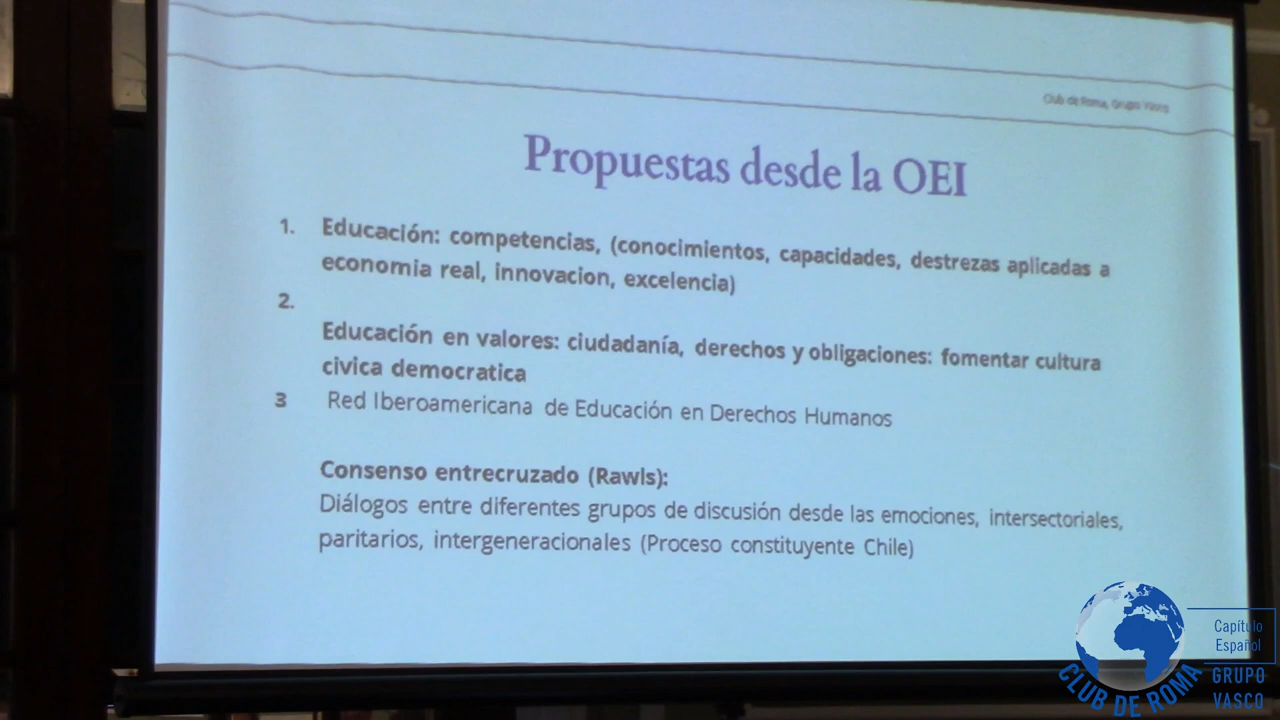 Club de Roma, Grupo Vasco
Propuestas desde la OEI
1. Educación: competencias, (conocimientos, capacidades, destrezas aplicadas a
economia real, innovacion, excelencia)
2.
Educación en valores: ciudadanía, derechos y obligaciones: fomentar cultura
civica democratica
3 Red Iberoamericana de Educación en Derechos Humanos
Consenso entrecruzado (Rawls):
Diálogos entre diferentes grupos de discusión desde las emociones, intersectoriales,
paritarios, intergeneracionales (Proceso constituyente Chile)
Capítulo
Español
CLUB DE ROMA
GRUPO
VASCO